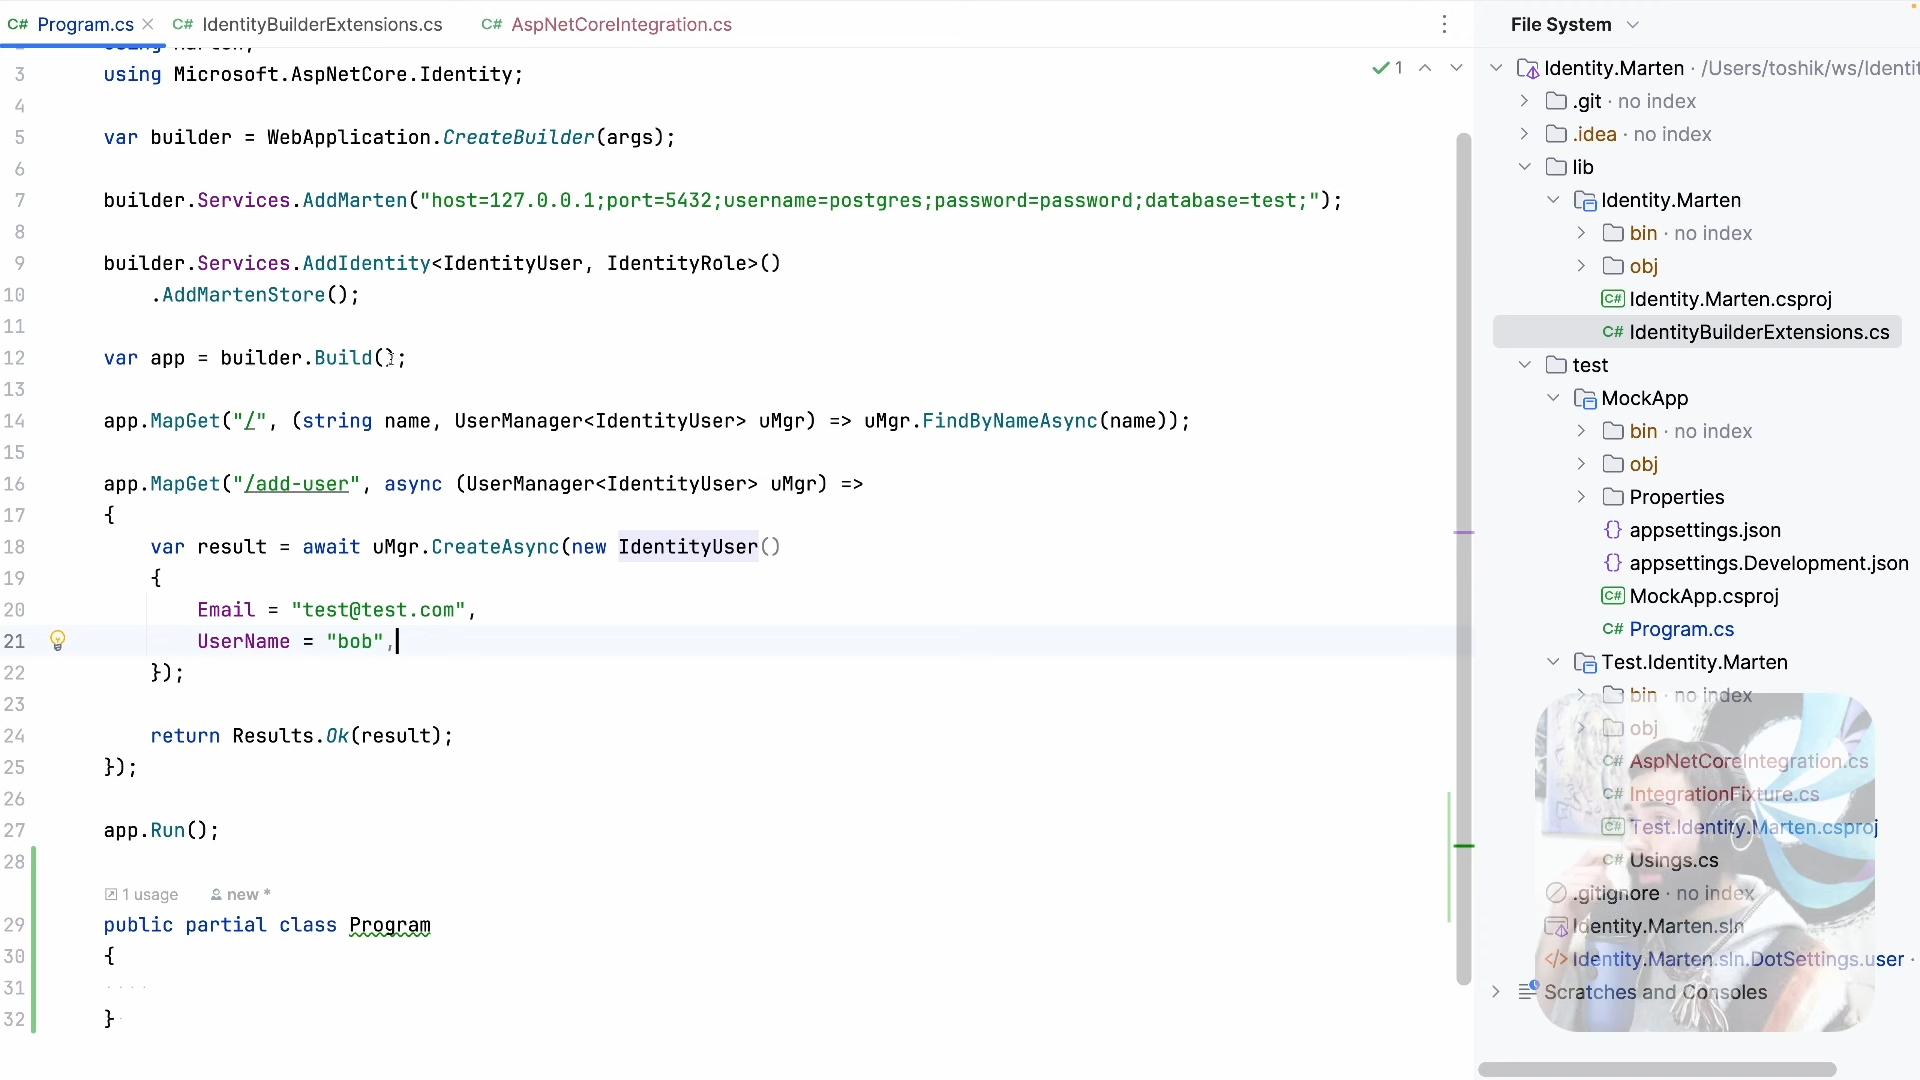 C# Program.cs × C# IdentityBuilderExtensions.cs C# AspNetCoreIntegration.cs
3 using Microsoft.AspNetCore.Identity;
4
5 var builder = WebApplication.CreateBuilder(args);
6
7 builder.Services.AddMarten("host=127.0.0.1;port=5432;username=postgres;password=password;database=test;");
8
9 builder.Services.AddIdentity<IdentityUser, IdentityRole>()
10 .AddMartenStore();
11
12 var app = builder.Build();
13
14 app.MapGet("/", (string name, UserManager<IdentityUser> uMgr) => uMgr.FindByNameAsync(name));
15
16 app.MapGet("/add-user", async (UserManager<IdentityUser> uMgr) =>
17 {
18 var result = await uMgr.CreateAsync(new IdentityUser()
19 {
20 Email = "test@test.com",
21 UserName = "bob",
22 });
23
24 return Results.Ok(result);
25 });
26
27 app.Run();
28
1 usage new *
29 public partial class Program
30 {
31
32 }
1
File System
Identity.Marten · /Users/toshik/ws/Identit
.git · no index
.idea · no index
lib
Identity.Marten
bin · no index
obj
C# Identity.Marten.csproj
C# IdentityBuilderExtensions.cs
test
MockApp
bin · no index
obj
Properties
{} appsettings.json
{} appsettings.Development.json
C# MockApp.csproj
C# Program.cs
Test.Identity.Marten
bin · no index
obj
C# AspNetCoreIntegration.cs
C# IntegrationFixture.cs
C# Test.Identity.Marten.csproj
C# Usings.cs
.gitignore · no index
Identity.Marten.sln
</> Identity.Marten.sln.DotSettings.user ·
Scratches and Consoles